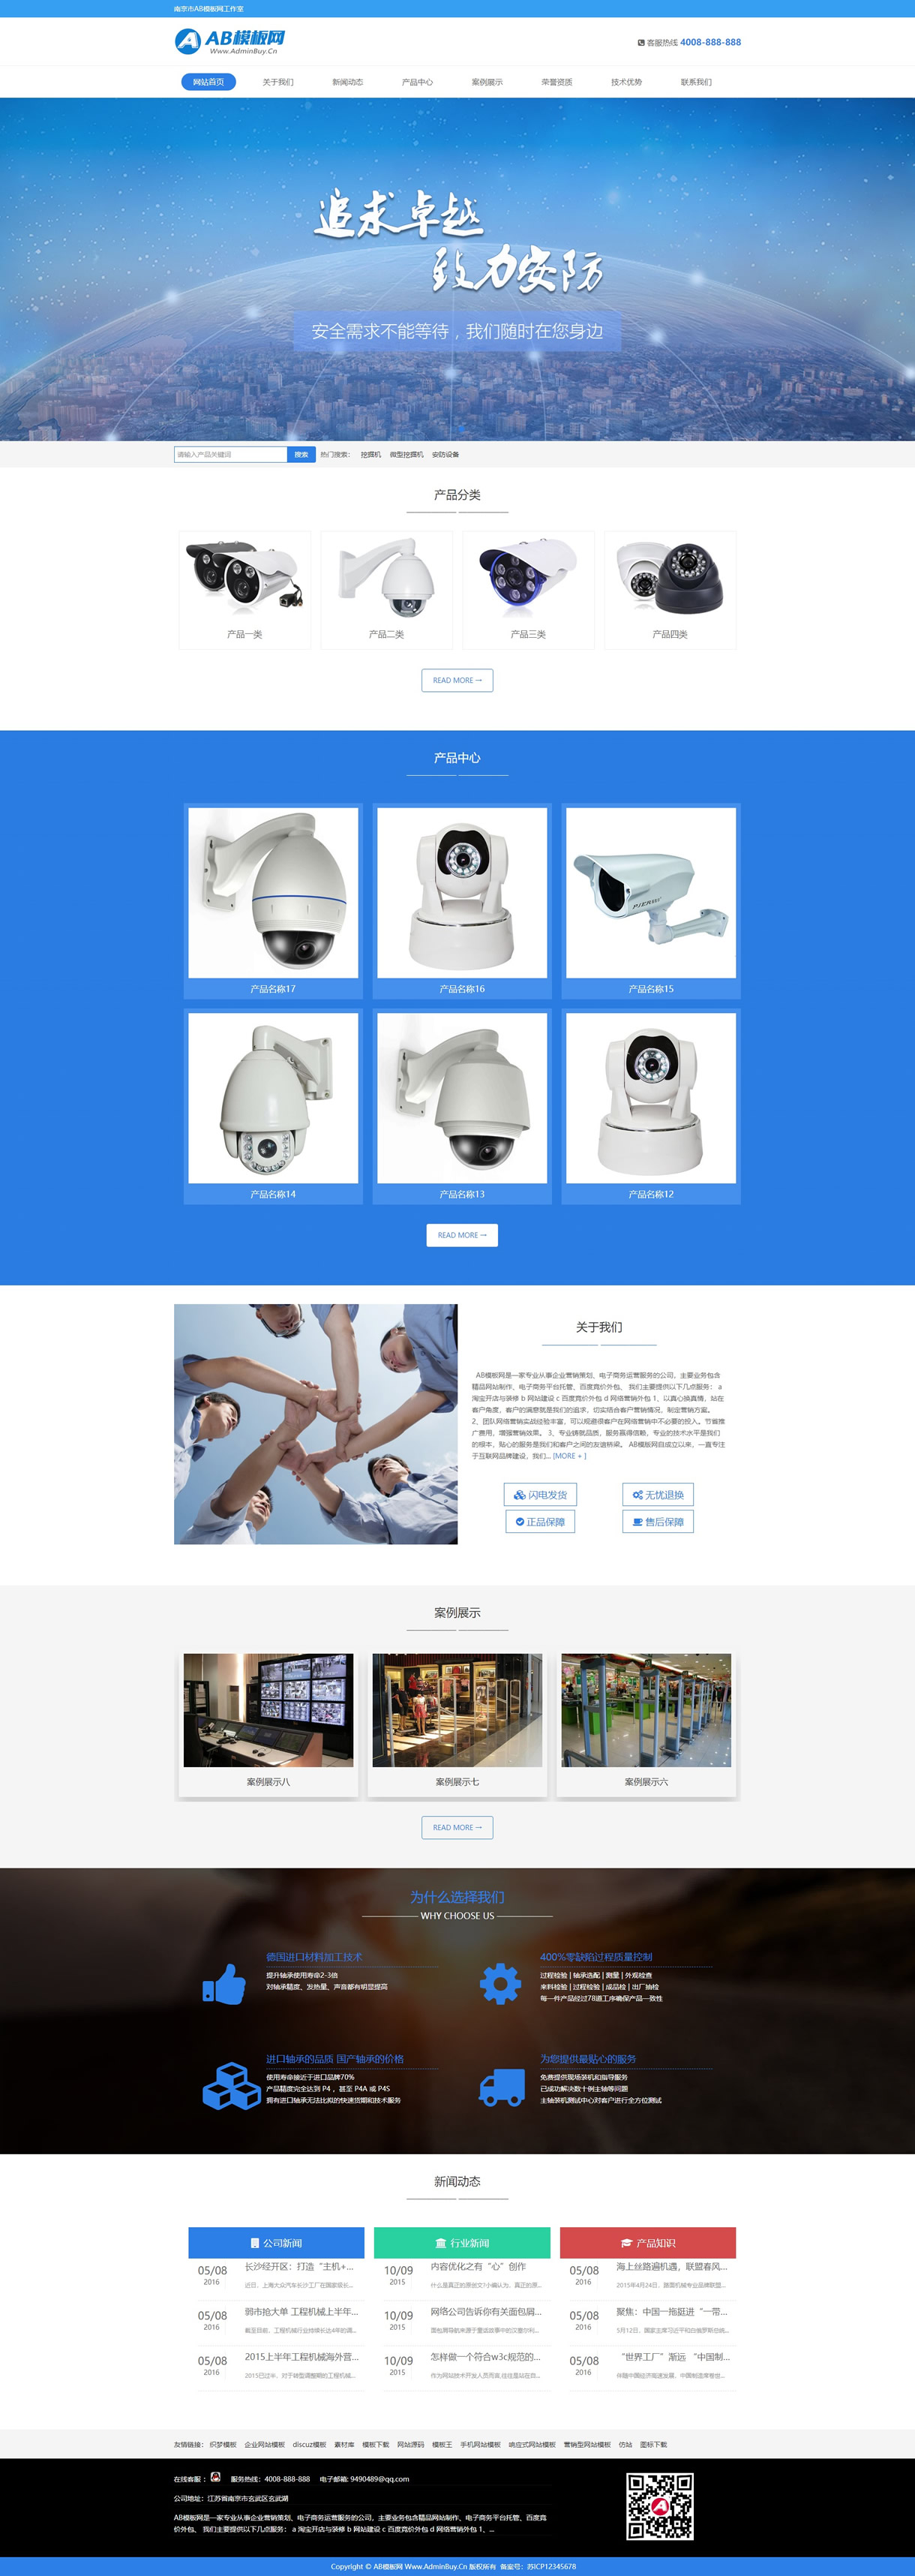 南京市AB模板网工作室
AB模板网
Www.AdminBuy.Cn
客服热线 4008-888-888
网站首页 关于我们 新闻动态 产品中心 案例展示 荣誉资质 技术优势 联系我们
追求卓越
致力安防
安全需求不能等待，我们随时在您身边
请输入产品关键词 搜索 热门搜索： 挖掘机 微型挖掘机 安防设备
产品分类
产品一类 产品二类 产品三类 产品四类
READ MORE →
产品中心
产品名称17 产品名称16 产品名称15
产品名称14 产品名称13 产品名称12
READ MORE →
关于我们
AB模板网是一家专业从事企业营销策划、电子商务运营服务的公司，主要业务包含
精品网站制作、电子商务平台托管、百度竞价外包、 我们主要提供以下几点服务： a
淘宝开店与装修 b 网站建设 c 百度竞价外包 d 网络营销外包 1、以真心换真情，站在
客户角度，客户的满意就是我们的追求，切实结合客户营销情况，制定营销方案。
2、团队网络营销实战经验丰富，可以规避很客户在网络营销中不必要的投入。节省推
广费用，增强营销效果。 3、专业铸就品质，服务赢得信赖，专业的技术水平是我们
的根本，贴心的服务是我们和客户之间的友谊桥梁。 AB模版网自成立以来，一直专注
于互联网品牌建设，我们... [MORE + ]
闪电发货 无忧退换
正品保障 售后保障
案例展示
案例展示八 案例展示七 案例展示六
READ MORE →
为什么选择我们
WHY CHOOSE US
德国进口材料加工技术
提升轴承使用寿命2-3倍
对轴承精度、发热量、声音都有明显提高
400%零缺陷过程质量控制
过程检验 | 轴承选配 | 测量 | 外观检查
来料检验 | 过程检验 | 成品检 | 出厂抽检
每一件产品经过78道工序确保产品一致性
进口轴承的品质 国产轴承的价格
使用寿命接近于进口品牌70%
产品精度完全达到 P4 ，甚至 P4A 或 P4S
拥有进口轴承无法比拟的快速货期和技术服务
为您提供最贴心的服务
免费提供现场装机和指导服务
已成功解决数十例主轴等问题
主轴装机测试中心对客户进行全方位测试
新闻动态
公司新闻
05/08 长沙经开区：打造“主机+...
2016 近日，上海大众汽车长沙工厂在国家级长...
05/08 弱市抢大单 工程机械上半年...
2016 截至目前，工程机械行业持续长达4年的调...
05/08 2015上半年工程机械海外营...
2016 2015已过半，对于转型调整期的工程机械...
行业新闻
10/09 内容优化之有“心”创作
2015 什么是真正的原创文?小编认为，真正的原...
10/09 网络公司告诉你有关面包屑...
2015 面包屑导航来源于童话故事中的汉塞尔利...
10/09 怎样做一个符合w3c规范的...
2015 作为网站技术开发人员而言,往往是站在自...
产品知识
05/08 海上丝路遍机遇，联盟春风...
2016 2015年4月24日，路面机械专业品牌联盟...
05/08 聚焦：中国一拖挺进“一带...
2016 5月12日，国家主席习近平和白俄罗斯总统...
05/08 “世界工厂”渐远 “中国制...
2016 伴随中国经济高速发展，中国制造席卷世...
友情链接： 织梦模板 企业网站模板 discuz模板 素材库 模板下载 网站源码 模板王 手机网站模板 响应式网站模板 营销型网站模板 仿站 图标下载
在线客服 ： 服务热线：4008-888-888 电子邮箱: 9490489@qq.com
公司地址：江苏省南京市玄武区玄武湖
AB模板网是一家专业从事企业营销策划、电子商务运营服务的公司，主要业务包含精品网站制作、电子商务平台托管、百度竞
价外包、 我们主要提供以下几点服务： a 淘宝开店与装修 b 网站建设 c 百度竞价外包 d 网络营销外包 1、...
Copyright © AB模板网 Www.AdminBuy.Cn 版权所有 备案号：苏ICP12345678